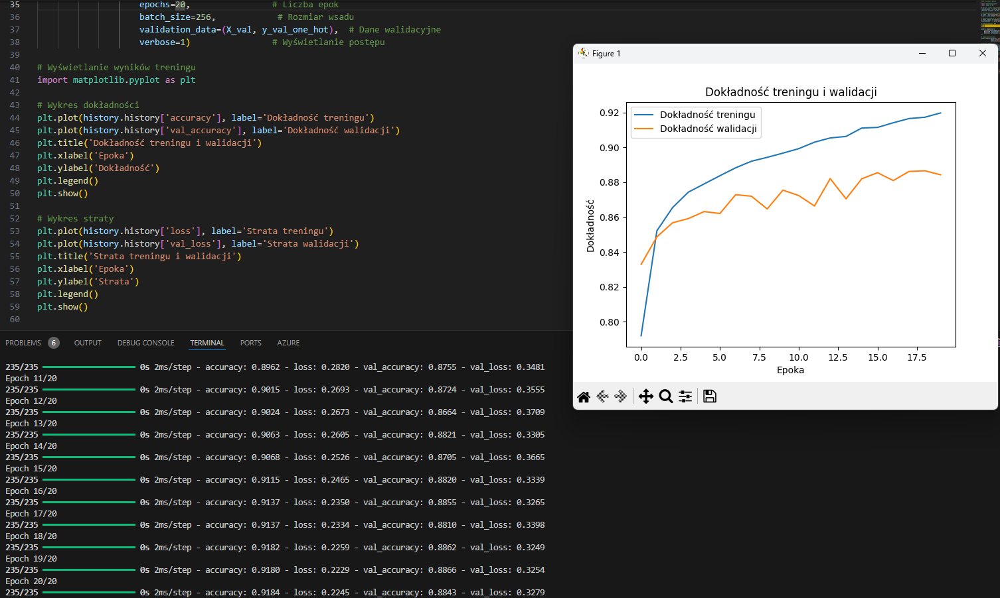 35 epochs=20, # Liczba epok
36 batch_size=256, # Rozmiar wsadu
37 validation_data=(X_val, y_val_one_hot), # Dane walidacyjne
38 verbose=1) # Wyświetlanie postępu
39
40 # Wyświetlanie wyników treningu
41 import matplotlib.pyplot as plt
42
43 # Wykres dokładności
44 plt.plot(history.history['accuracy'], label='Dokładność treningu')
45 plt.plot(history.history['val_accuracy'], label='Dokładność walidacji')
46 plt.title('Dokładność treningu i walidacji')
47 plt.xlabel('Epoka')
48 plt.ylabel('Dokładność')
49 plt.legend()
50 plt.show()
51
52 # Wykres straty
53 plt.plot(history.history['loss'], label='Strata treningu')
54 plt.plot(history.history['val_loss'], label='Strata walidacji')
55 plt.title('Strata treningu i walidacji')
56 plt.xlabel('Epoka')
57 plt.ylabel('Strata')
58 plt.legend()
59 plt.show()
60
PROBLEMS 6 OUTPUT DEBUG CONSOLE TERMINAL PORTS AZURE
235/235 0s 2ms/step - accuracy: 0.8962 - loss: 0.2820 - val_accuracy: 0.8755 - val_loss: 0.3481
Epoch 11/20
235/235 0s 2ms/step - accuracy: 0.9015 - loss: 0.2693 - val_accuracy: 0.8724 - val_loss: 0.3555
Epoch 12/20
235/235 0s 2ms/step - accuracy: 0.9024 - loss: 0.2673 - val_accuracy: 0.8664 - val_loss: 0.3709
Epoch 13/20
235/235 0s 2ms/step - accuracy: 0.9063 - loss: 0.2605 - val_accuracy: 0.8821 - val_loss: 0.3305
Epoch 14/20
235/235 0s 2ms/step - accuracy: 0.9068 - loss: 0.2526 - val_accuracy: 0.8705 - val_loss: 0.3665
Epoch 15/20
235/235 0s 2ms/step - accuracy: 0.9115 - loss: 0.2465 - val_accuracy: 0.8820 - val_loss: 0.3339
Epoch 16/20
235/235 0s 2ms/step - accuracy: 0.9137 - loss: 0.2350 - val_accuracy: 0.8855 - val_loss: 0.3265
Epoch 17/20
235/235 0s 2ms/step - accuracy: 0.9137 - loss: 0.2334 - val_accuracy: 0.8810 - val_loss: 0.3398
Epoch 18/20
235/235 0s 2ms/step - accuracy: 0.9182 - loss: 0.2259 - val_accuracy: 0.8862 - val_loss: 0.3249
Epoch 19/20
235/235 0s 2ms/step - accuracy: 0.9180 - loss: 0.2229 - val_accuracy: 0.8866 - val_loss: 0.3254
Epoch 20/20
235/235 0s 2ms/step - accuracy: 0.9184 - loss: 0.2245 - val_accuracy: 0.8843 - val_loss: 0.3279
Figure 1
Dokładność treningu i walidacji
Dokładność treningu
Dokładność walidacji
0.92
0.90
0.88
0.86
0.84
0.82
0.80
Dokładność
0.0 2.5 5.0 7.5 10.0 12.5 15.0 17.5
Epoka